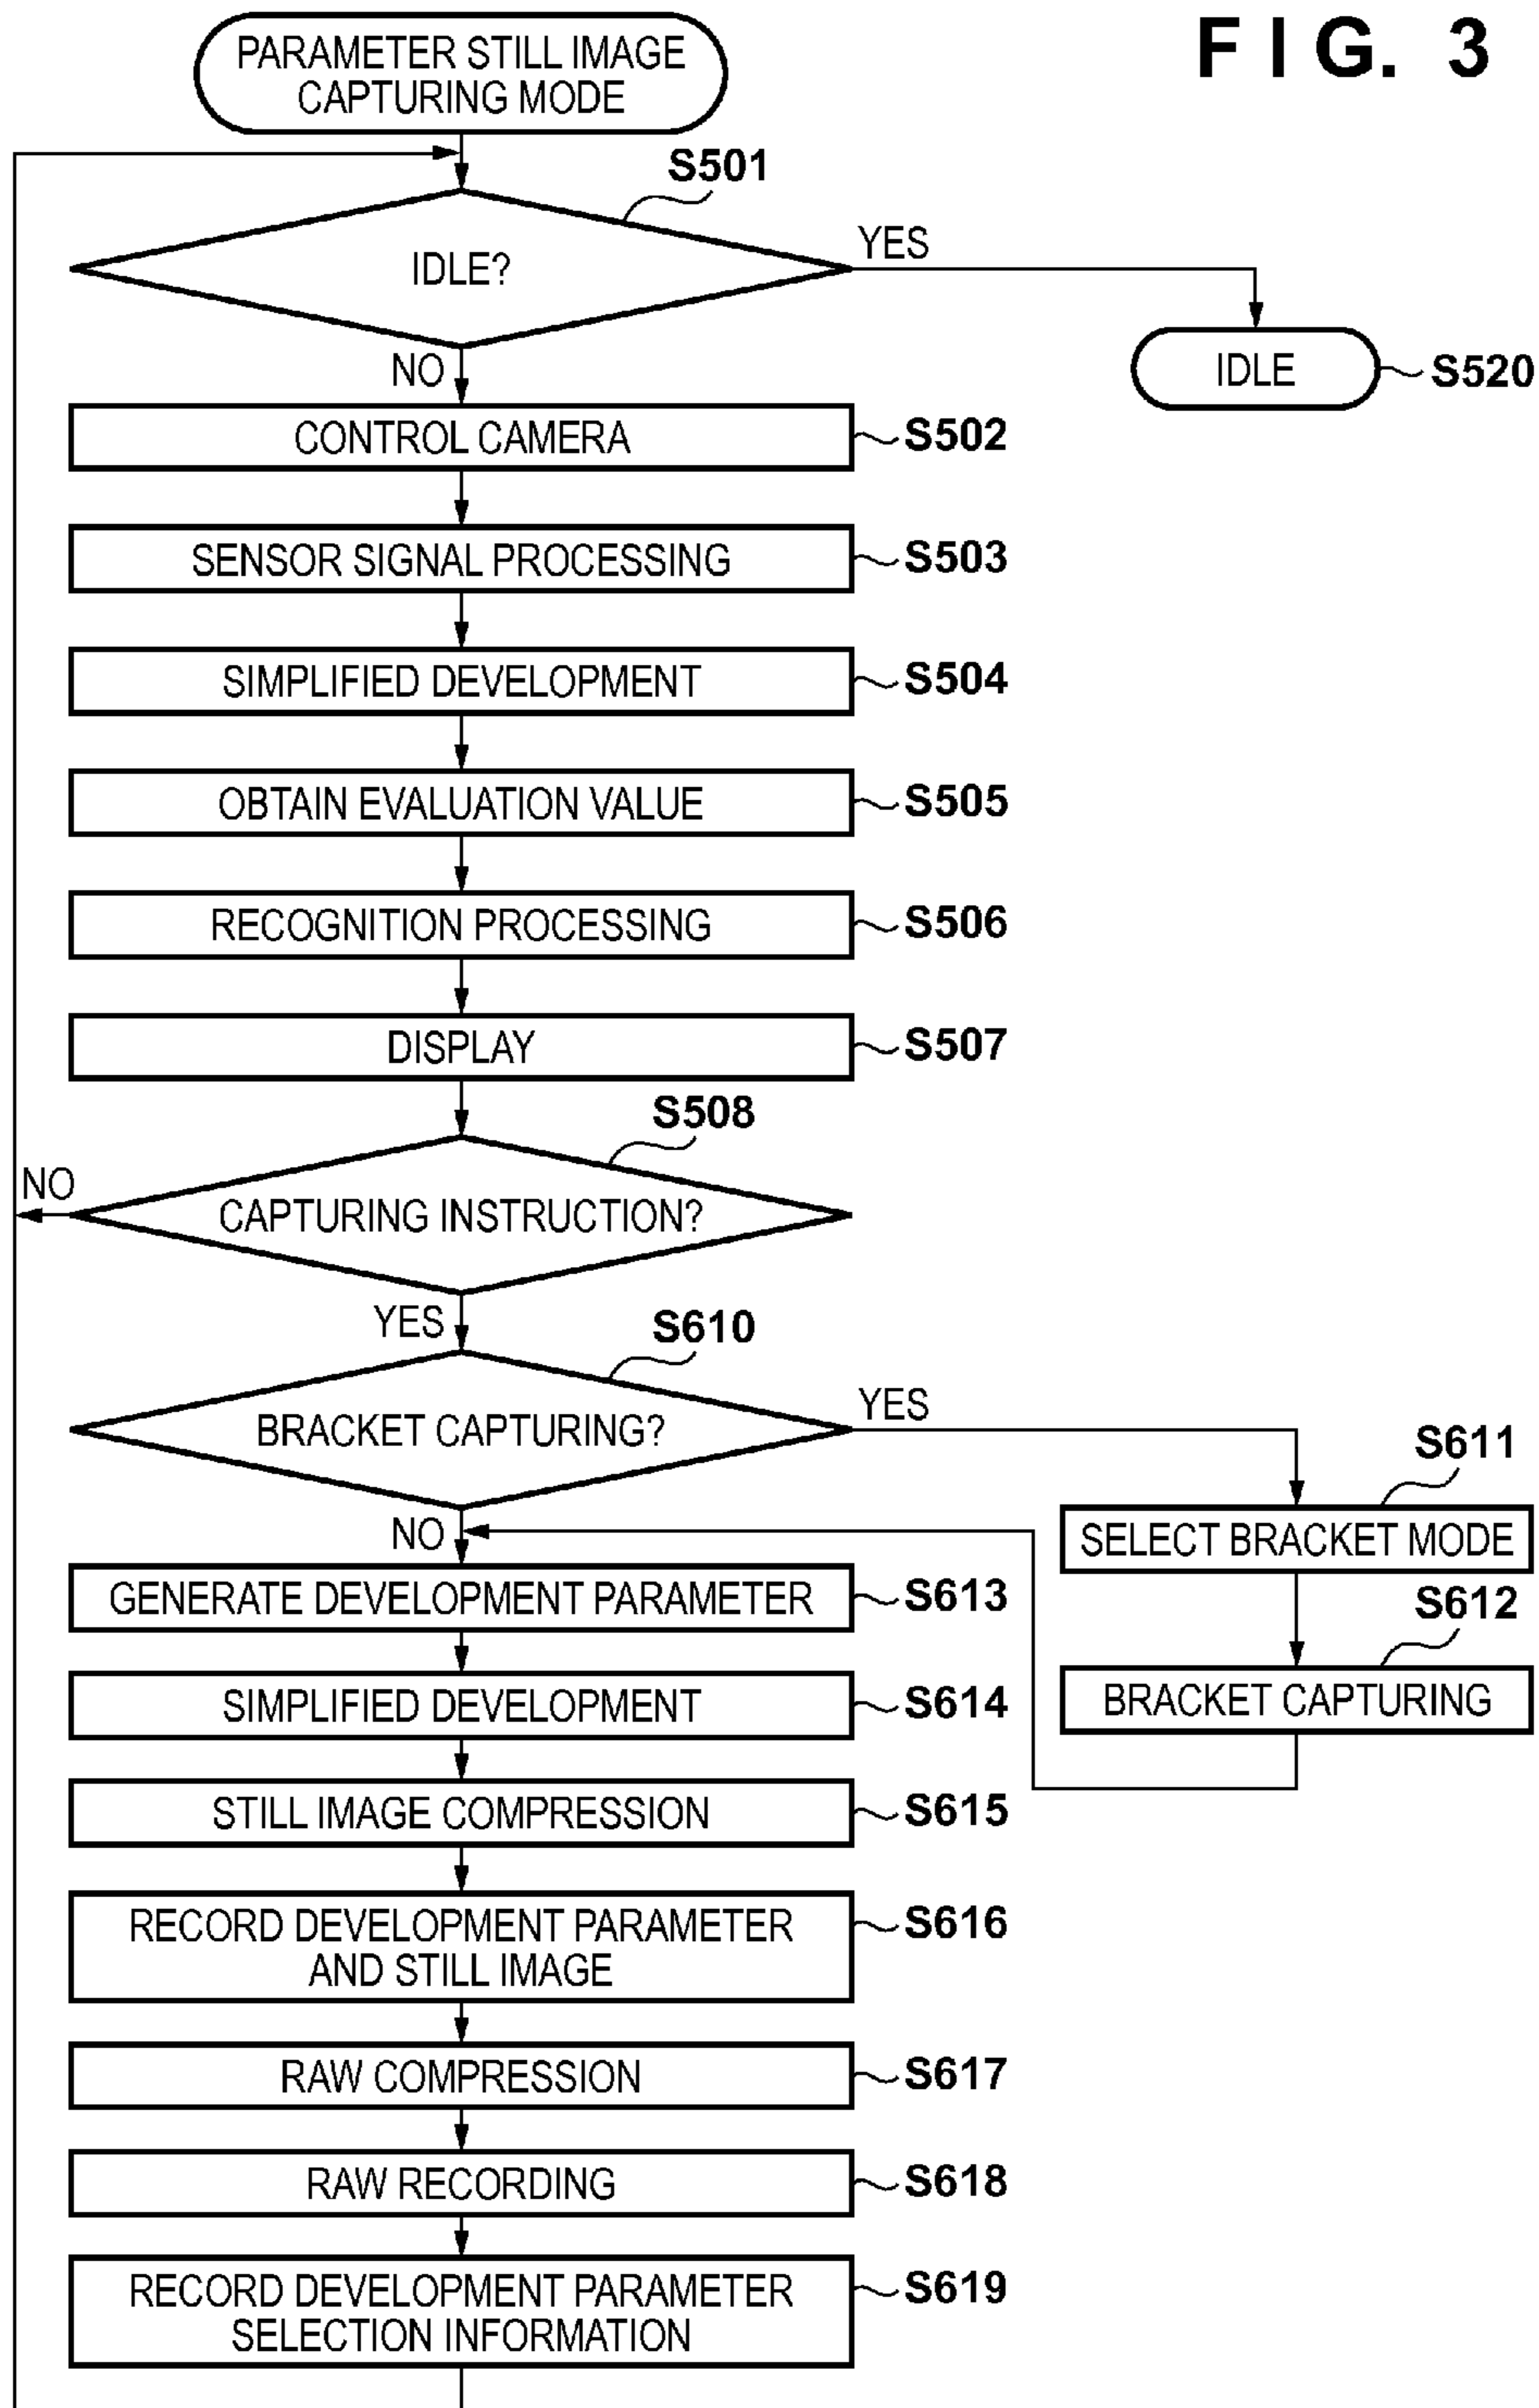 FIG. 3
PARAMETER STILL IMAGE
CAPTURING MODE
S501
IDLE?
YES
NO
IDLE
S520
CONTROL CAMERA
S502
SENSOR SIGNAL PROCESSING
S503
SIMPLIFIED DEVELOPMENT
S504
OBTAIN EVALUATION VALUE
S505
RECOGNITION PROCESSING
S506
DISPLAY
S507
S508
CAPTURING INSTRUCTION?
NO
YES
S610
BRACKET CAPTURING?
YES
NO
S611
SELECT BRACKET MODE
S612
BRACKET CAPTURING
GENERATE DEVELOPMENT PARAMETER
S613
SIMPLIFIED DEVELOPMENT
S614
STILL IMAGE COMPRESSION
S615
RECORD DEVELOPMENT PARAMETER
AND STILL IMAGE
S616
RAW COMPRESSION
S617
RAW RECORDING
S618
RECORD DEVELOPMENT PARAMETER
SELECTION INFORMATION
S619